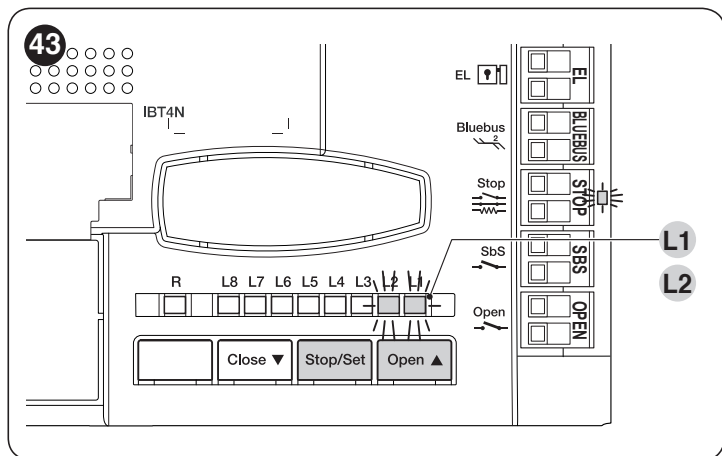 43
IBT4N
EL
EL
Bluebus
2
BLUEBUS
Stop
STOP
SbS
SBS
Open
OPEN
L1
L2
R L8 L7 L6 L5 L4 L3 L2 L1
Close ▼ Stop/Set Open ▲